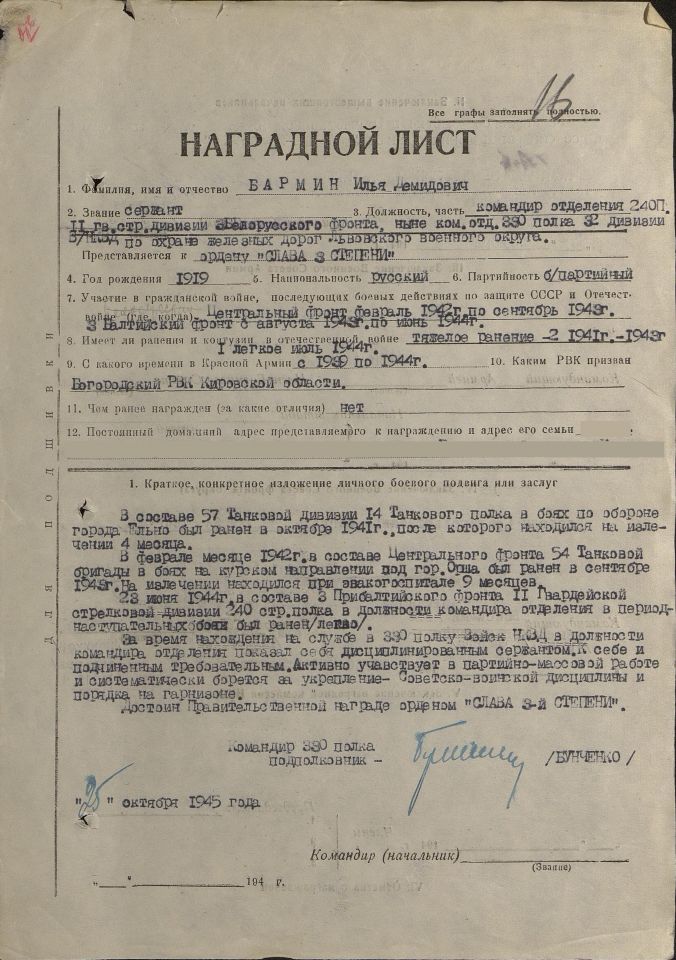 16
Все графы заполнять полностью.
НАГРАДНОЙ ЛИСТ
1. Фамилия, имя и отчество БАРМИН Илья Демидович
2. Звание сержант 3. Должность, часть командир отделения 240П.
II гв.стр.дивизии 3Белорусского фронта, ныне ком.отд.330 полка 32 дивизии
В/НКВД по охране железных дорог Львовского военного округа.
Представляется к ордену "СЛАВА 3 СТЕПЕНИ"
4. Год рождения 1919 5. Национальность русский 6. Партийность б/партийный
7. Участие в гражданской войне, последующих боевых действиях по защите СССР и Отечест-
войне (где, когда) Центральный фронт февраль 1942г. по сентябрь 1943г.
3 Балтийский фронт с августа 1943г. по июнь 1944г.
8. Имеет ли ранения и контузии в отечественной войне тяжелое ранение -2 1941г.-1943г
I легкое июль 1944г.
9. С какого времени в Красной Армии с 1939 по 1944г. 10. Каким РВК призван
Богородский РВК Кировской области.
11. Чем ранее награжден (за какие отличия) нет
12. Постоянный домашний адрес представляемого к награждению и адрес его семьи
1. Краткое, конкретное изложение личного боевого подвига или заслуг
В составе 57 Танковой дивизии 14 Танкового полка в боях по обороне
города Ельно был ранен в октябре 1941г., после которого находился на изле-
чении 4 месяца.
В феврале месяце 1942г. в составе Центрального фронта 54 Танковой
бригады в боях на курском направлении под гор. Орша был ранен в сентябре
1943г. На излечении находился при эвакогоспитале 9 месяцев.
23 июня 1944г. в составе 3 Прибалтийского фронта II Гвардейской
стрелковой дивизии 240 стр.полка в должности командира отделения в период-
наступательных боях был ранен/легко/.
За время нахождения на службе в 330 полку Войск НКВД в должности
командира отделения показал себя дисциплинированным сержантом. К себе и
подчиненным требовательным. Активно учавствует в партийно-массовой работе
и систематически борется за укрепление- Советско-воинской дисциплины и
порядка на гарнизоне.
Достоин Правительственной награде орденом "СЛАВА 3-й СТЕПЕНИ".
Командир 330 полка
подполковник - /БУНЧЕНКО/
"25" октября 1945 года
Командир (начальник)
(Звание)
"__" 194 г.
ДЛЯ ПОДШИВКИ